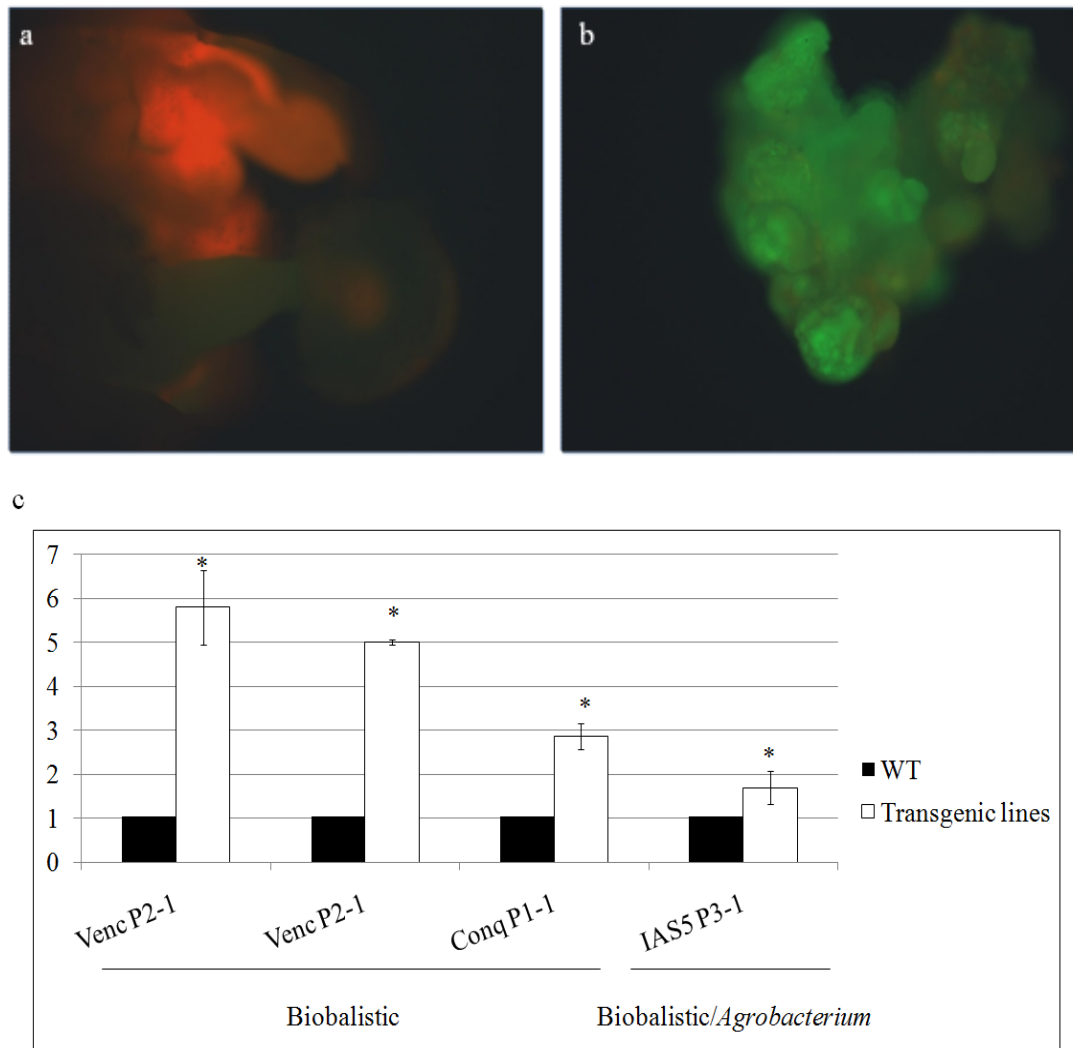 a
b
c
7
6
5
4
3
2
1
0
*
*
*
*
WT
Transgenic lines
Venc P2-1
Venc P2-1
Conq P1-1
IAS5 P3-1
Biobalistic
Biobalistic/Agrobacterium